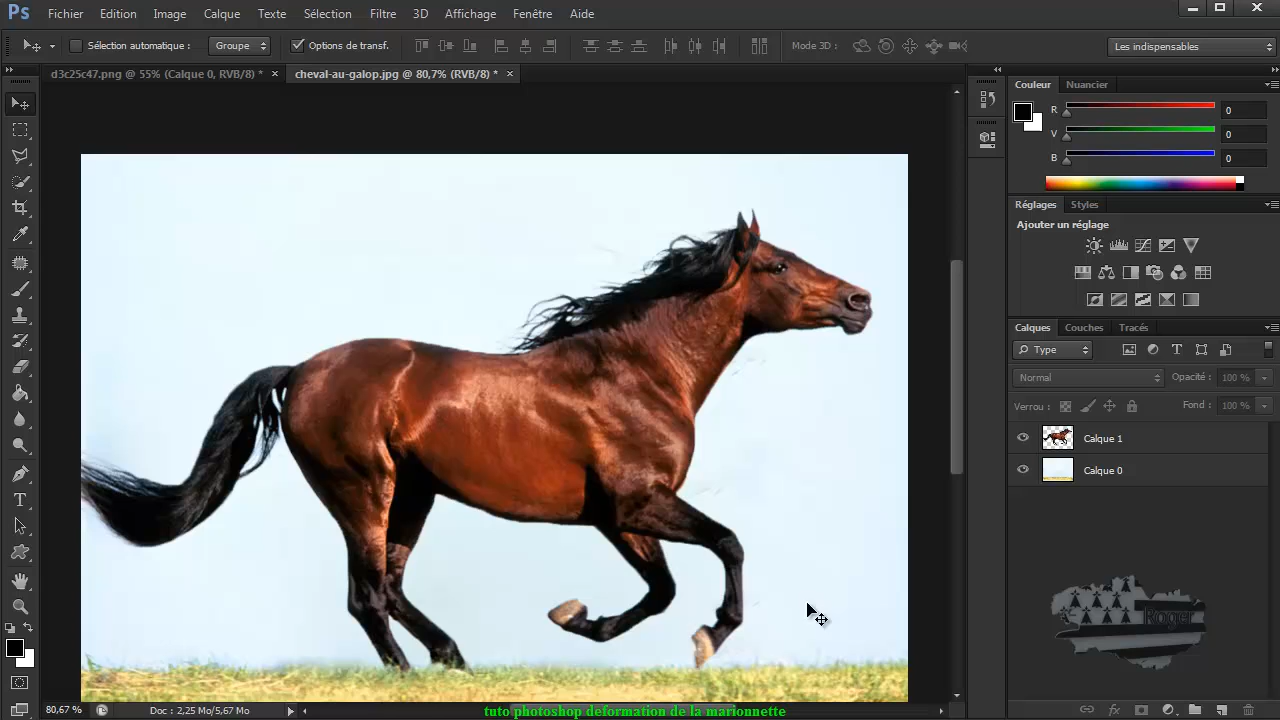 Ps Fichier Edition Image Calque Texte Sélection Filtre 3D Affichage Fenêtre Aide
Sélection automatique : Groupe Options de transf. Mode 3D : Les indispensables
d3c25c47.png @ 55% (Calque 0, RVB/8) * × cheval-au-galop.jpg @ 80,7% (RVB/8) * ×
Couleur Nuancier
R 0
V 0
B 0
Réglages Styles
Ajouter un réglage
Calques Couches Tracés
Type
Normal Opacité : 100 %
Verrou : Fond : 100 %
Calque 1
Calque 0
Roger
80,67 % Doc : 2,25 Mo/5,67 Mo
tuto photoshop deformation de la marionnette